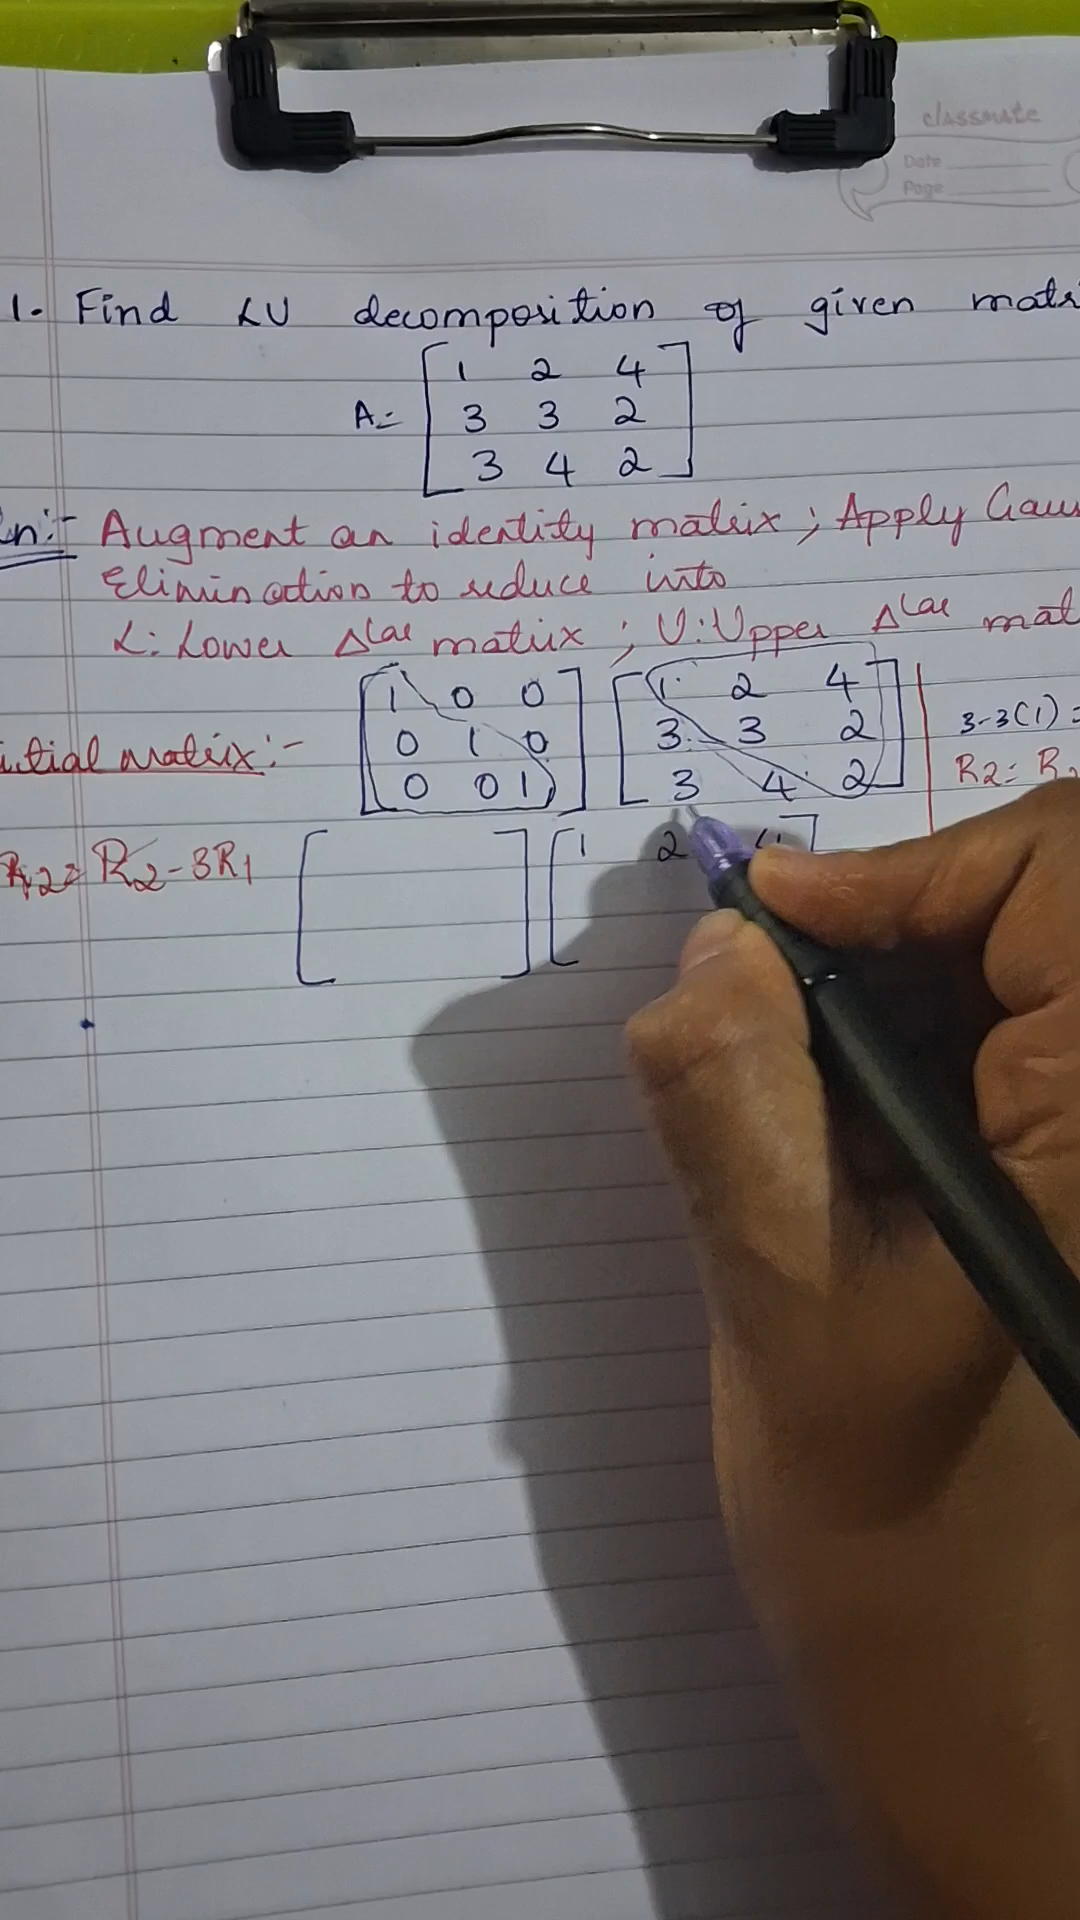 classmate
Date
Page
1. Find LU decomposition of given
A= [ 1 2 4
3 3 2
3 4 2 ]
Augment an identity matrix ; Apply
Elimination to reduce into
L: Lower Δlar matrix ; U: Upper Δlar
matrix:- [ 1 0 0 [ 1 2 4
0 1 0 3 3 2 3-3(1) =
0 0 1 ] 3 4 2 ] R2=
R2= R2-3R1 [ ] [ 1 2 4 ]